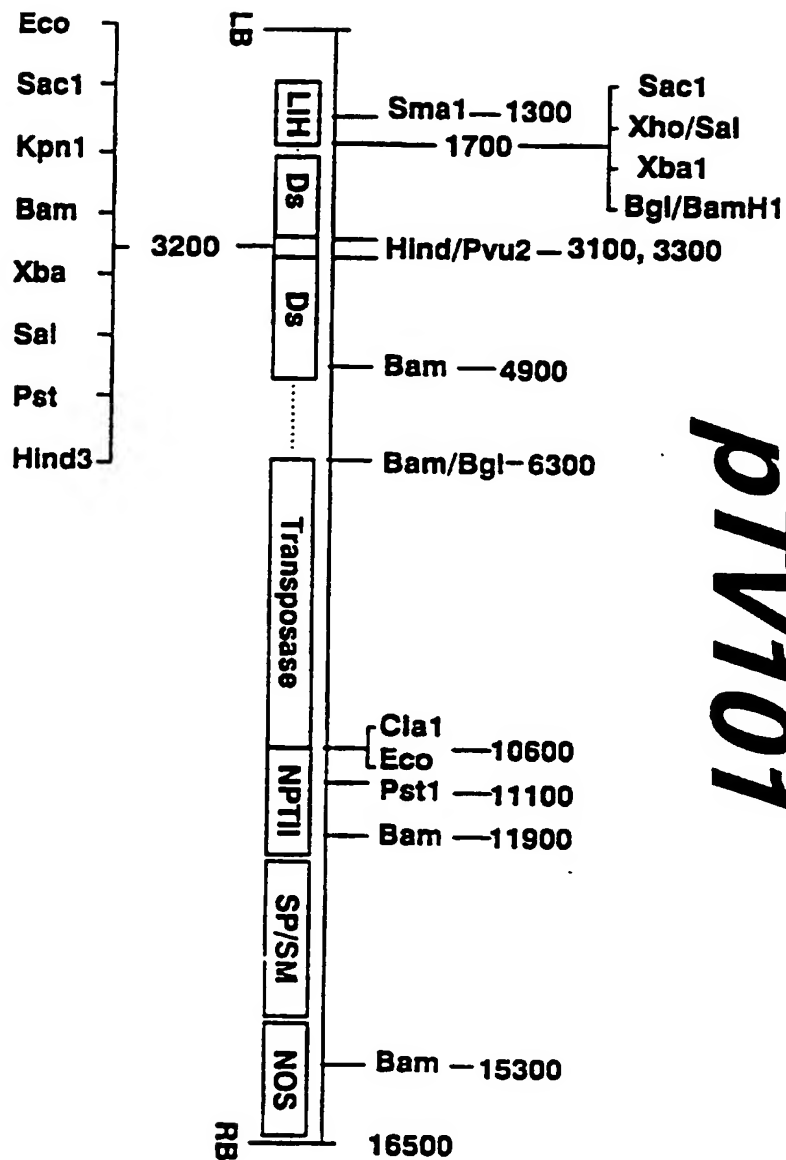 Eco
Sac1
Kpn1
Bam
Xba
Sal
Pst
Hind3
3200
LB
LIH
Ds
Ds
Transposase
NPTII
SP/SM
NOS
RB
Sma1—1300
1700
Sac1
Xho/Sal
Xba1
Bgl/BamH1
Hind/Pvu2—3100, 3300
Bam—4900
Bam/Bgl-6300
Cla1
Eco
—10600
Pst1—11100
Bam—11900
Bam—15300
16500
pTV101